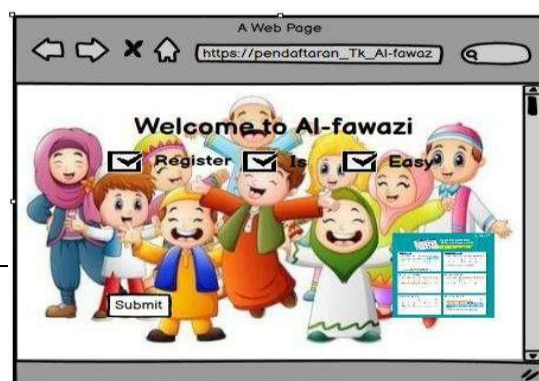 A Web Page
https://pendaftaran_Tk_Al-fawaz
Welcome to Al-fawazi
Register Is Easy
Submit